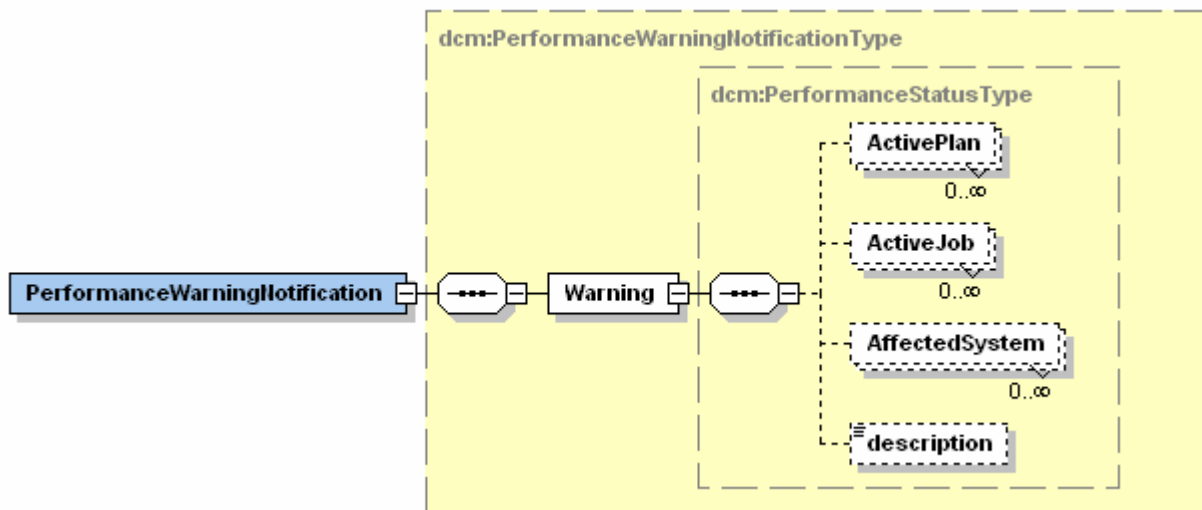 dcm:PerformanceWarningNotificationType
dcm:PerformanceStatusType
ActivePlan
0..∞
ActiveJob
0..∞
PerformanceWarningNotification
Warning
AffectedSystem
0..∞
description